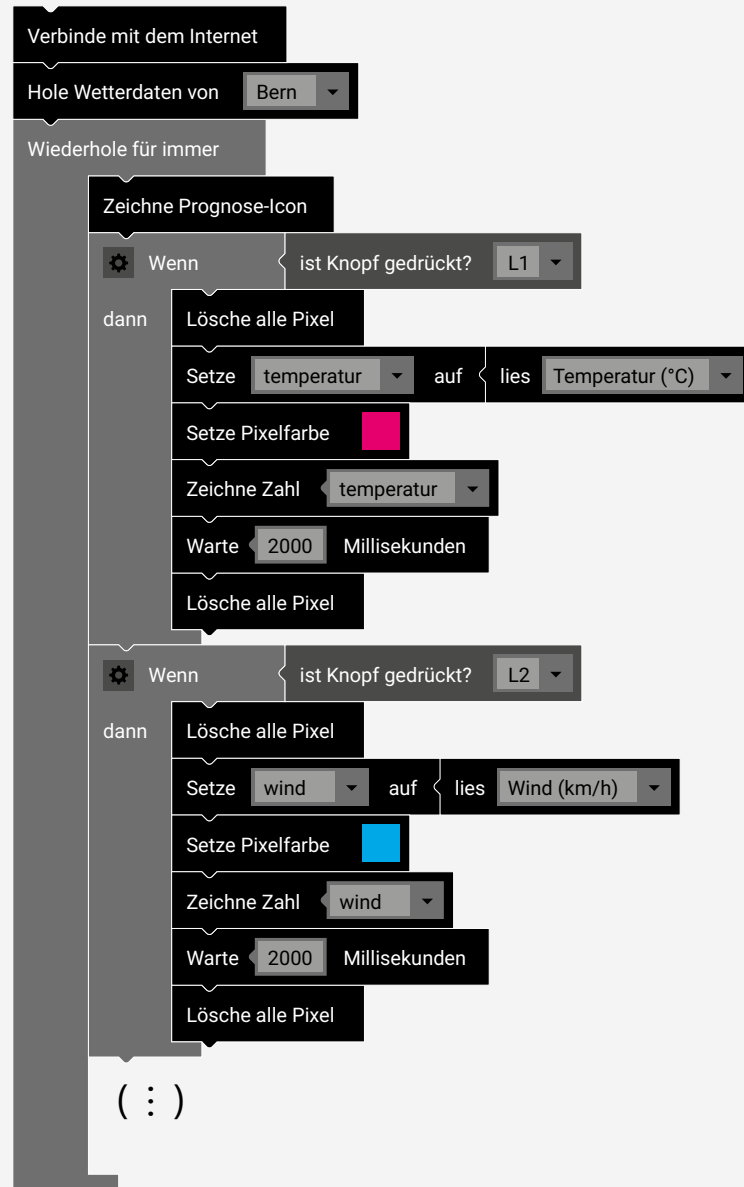 Verbinde mit dem Internet
Hole Wetterdaten von Bern
Wiederhole für immer
Zeichne Prognose-Icon
Wenn ist Knopf gedrückt? L1
dann Lösche alle Pixel
Setze temperatur auf lies Temperatur (°C)
Setze Pixelfarbe
Zeichne Zahl temperatur
Warte 2000 Millisekunden
Lösche alle Pixel
Wenn ist Knopf gedrückt? L2
dann Lösche alle Pixel
Setze wind auf lies Wind (km/h)
Setze Pixelfarbe
Zeichne Zahl wind
Warte 2000 Millisekunden
Lösche alle Pixel
(⋮)